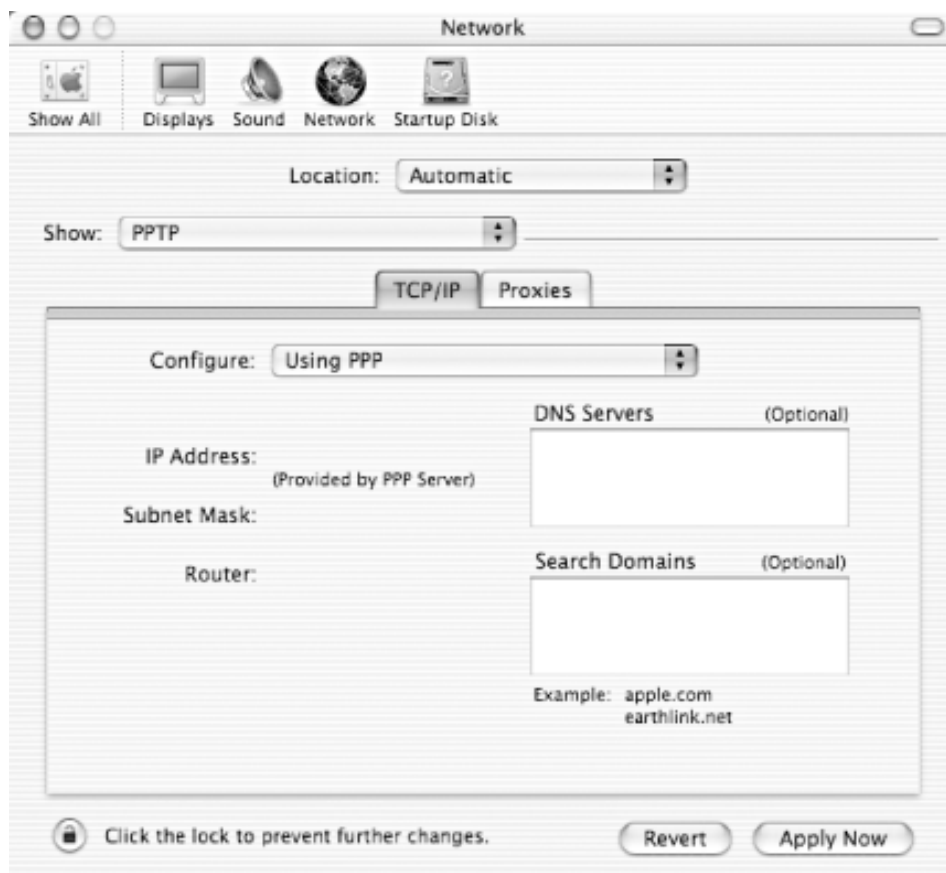 Network
Show All Displays Sound Network Startup Disk
Location: Automatic
Show: PPTP
TCP/IP Proxies
Configure: Using PPP
DNS Servers (Optional)
IP Address:
(Provided by PPP Server)
Subnet Mask:
Search Domains (Optional)
Router:
Example: apple.com
earthlink.net
Click the lock to prevent further changes. Revert Apply Now